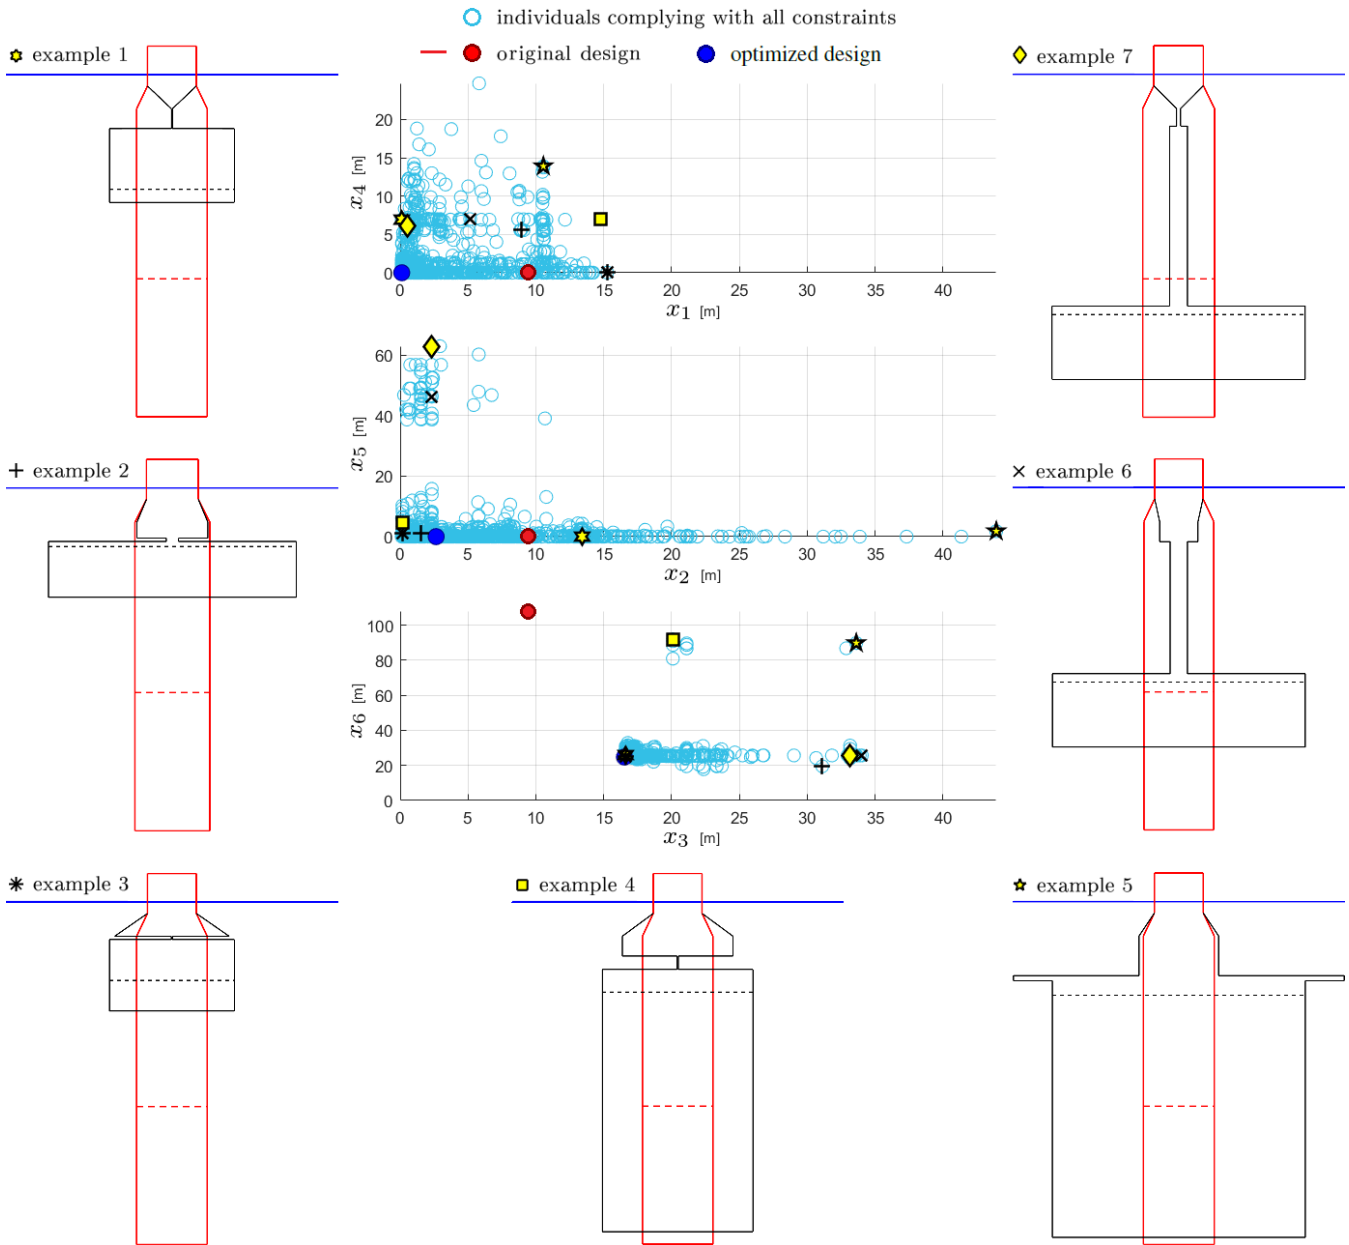 individuals complying with all constraints
original design
optimized design
example 1
example 7
20
15
10
5
0
x4 [m]
0 5 10 15 20 25 30 35 40
x1 [m]
60
40
20
0
x5 [m]
0 5 10 15 20 25 30 35 40
x2 [m]
example 2
example 6
100
80
60
40
20
0
x6 [m]
0 5 10 15 20 25 30 35 40
x3 [m]
example 3
example 4
example 5